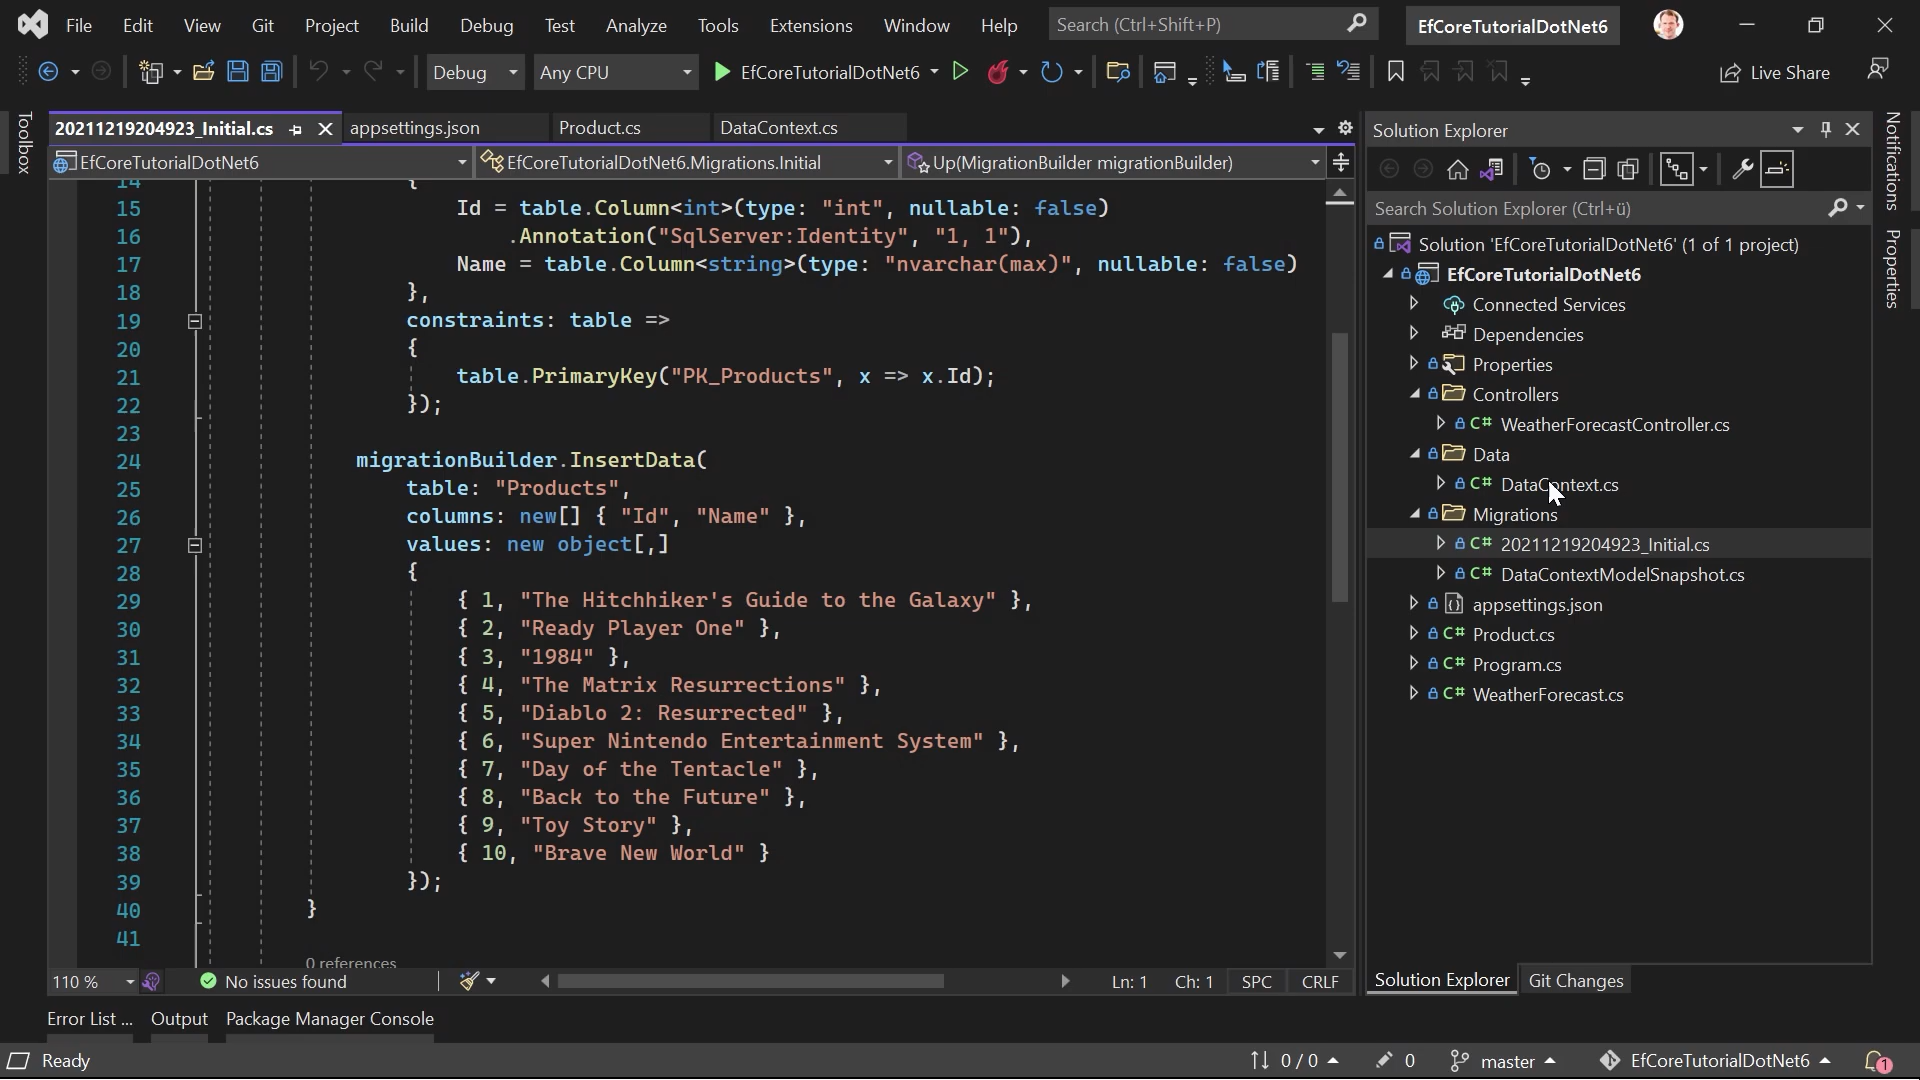 File Edit View Git Project Build Debug Test Analyze Tools Extensions Window Help Search (Ctrl+Shift+P) EfCoreTutorialDotNet6
Debug Any CPU EfCoreTutorialDotNet6 Live Share
Toolbox
20211219204923_Initial.cs appsettings.json Product.cs DataContext.cs
EfCoreTutorialDotNet6 EfCoreTutorialDotNet6.Migrations.Initial Up(MigrationBuilder migrationBuilder)
14 {
15 Id = table.Column<int>(type: "int", nullable: false)
16 .Annotation("SqlServer:Identity", "1, 1"),
17 Name = table.Column<string>(type: "nvarchar(max)", nullable: false)
18 },
19 constraints: table =>
20 {
21 table.PrimaryKey("PK_Products", x => x.Id);
22 });
23
24 migrationBuilder.InsertData(
25 table: "Products",
26 columns: new[] { "Id", "Name" },
27 values: new object[,]
28 {
29 { 1, "The Hitchhiker's Guide to the Galaxy" },
30 { 2, "Ready Player One" },
31 { 3, "1984" },
32 { 4, "The Matrix Resurrections" },
33 { 5, "Diablo 2: Resurrected" },
34 { 6, "Super Nintendo Entertainment System" },
35 { 7, "Day of the Tentacle" },
36 { 8, "Back to the Future" },
37 { 9, "Toy Story" },
38 { 10, "Brave New World" }
39 });
40 }
41
0 references
110 % No issues found Ln: 1 Ch: 1 SPC CRLF
Solution Explorer
Search Solution Explorer (Ctrl+ü)
Solution 'EfCoreTutorialDotNet6' (1 of 1 project)
EfCoreTutorialDotNet6
Connected Services
Dependencies
Properties
Controllers
C# WeatherForecastController.cs
Data
C# DataContext.cs
Migrations
C# 20211219204923_Initial.cs
C# DataContextModelSnapshot.cs
appsettings.json
C# Product.cs
C# Program.cs
C# WeatherForecast.cs
Solution Explorer Git Changes
Notifications
Properties
Error List ... Output Package Manager Console
Ready 0 / 0 0 master EfCoreTutorialDotNet6 1